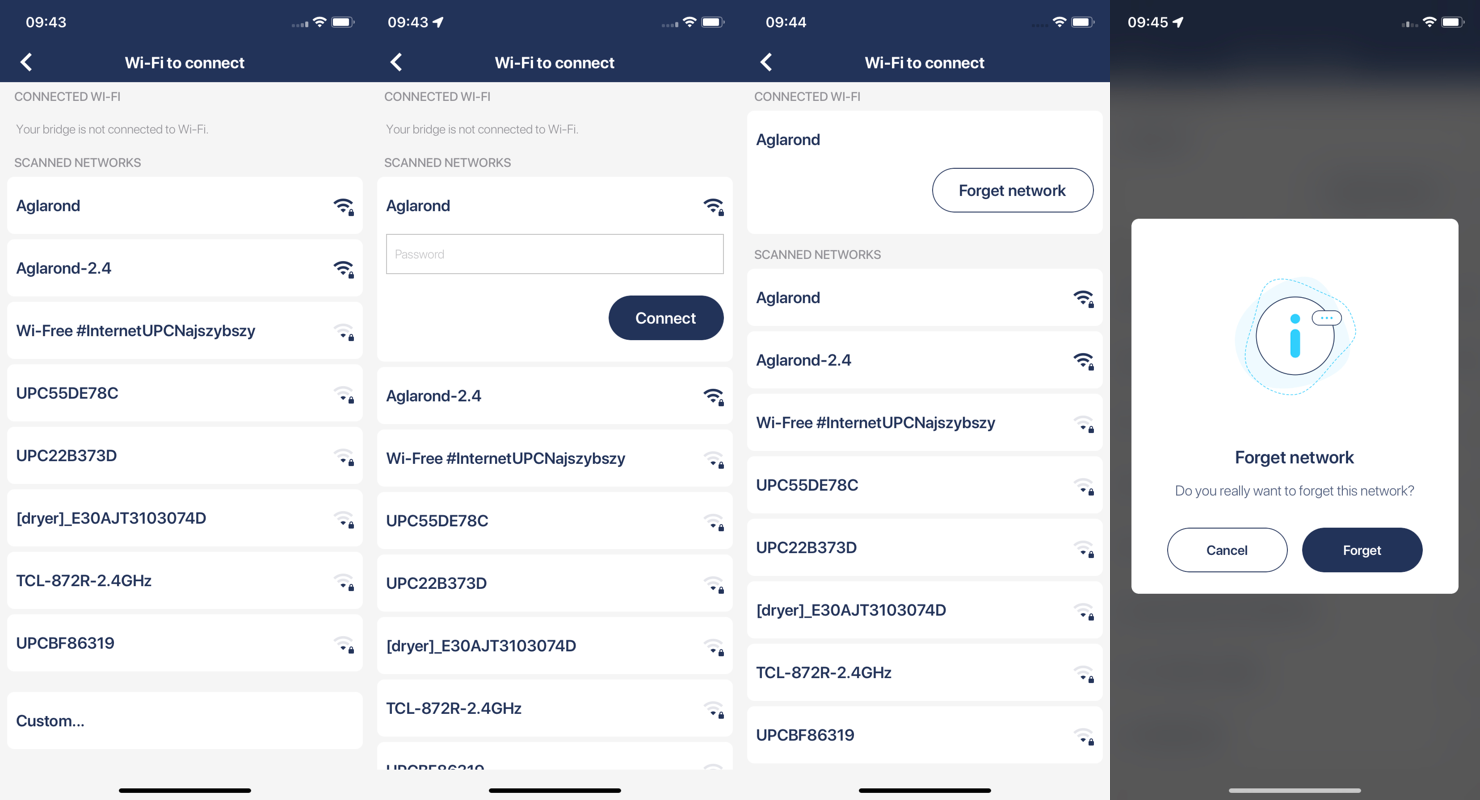 09:43
Wi-Fi to connect
CONNECTED WI-FI
Your bridge is not connected to Wi-Fi.
SCANNED NETWORKS
Aglarond
Aglarond-2.4
Wi-Free #InternetUPCNajszybszy
UPC55DE78C
UPC22B373D
[dryer]_E30AJT3103074D
TCL-872R-2.4GHz
UPCBF86319
Custom...
09:43
Wi-Fi to connect
CONNECTED WI-FI
Your bridge is not connected to Wi-Fi.
SCANNED NETWORKS
Aglarond
Password
Connect
Aglarond-2.4
Wi-Free #InternetUPCNajszybszy
UPC55DE78C
UPC22B373D
[dryer]_E30AJT3103074D
TCL-872R-2.4GHz
UPCBF86319
09:44
Wi-Fi to connect
CONNECTED WI-FI
Aglarond
Forget network
SCANNED NETWORKS
Aglarond
Aglarond-2.4
Wi-Free #InternetUPCNajszybszy
UPC55DE78C
UPC22B373D
[dryer]_E30AJT3103074D
TCL-872R-2.4GHz
UPCBF86319
09:45
Forget network
Do you really want to forget this network?
Cancel
Forget